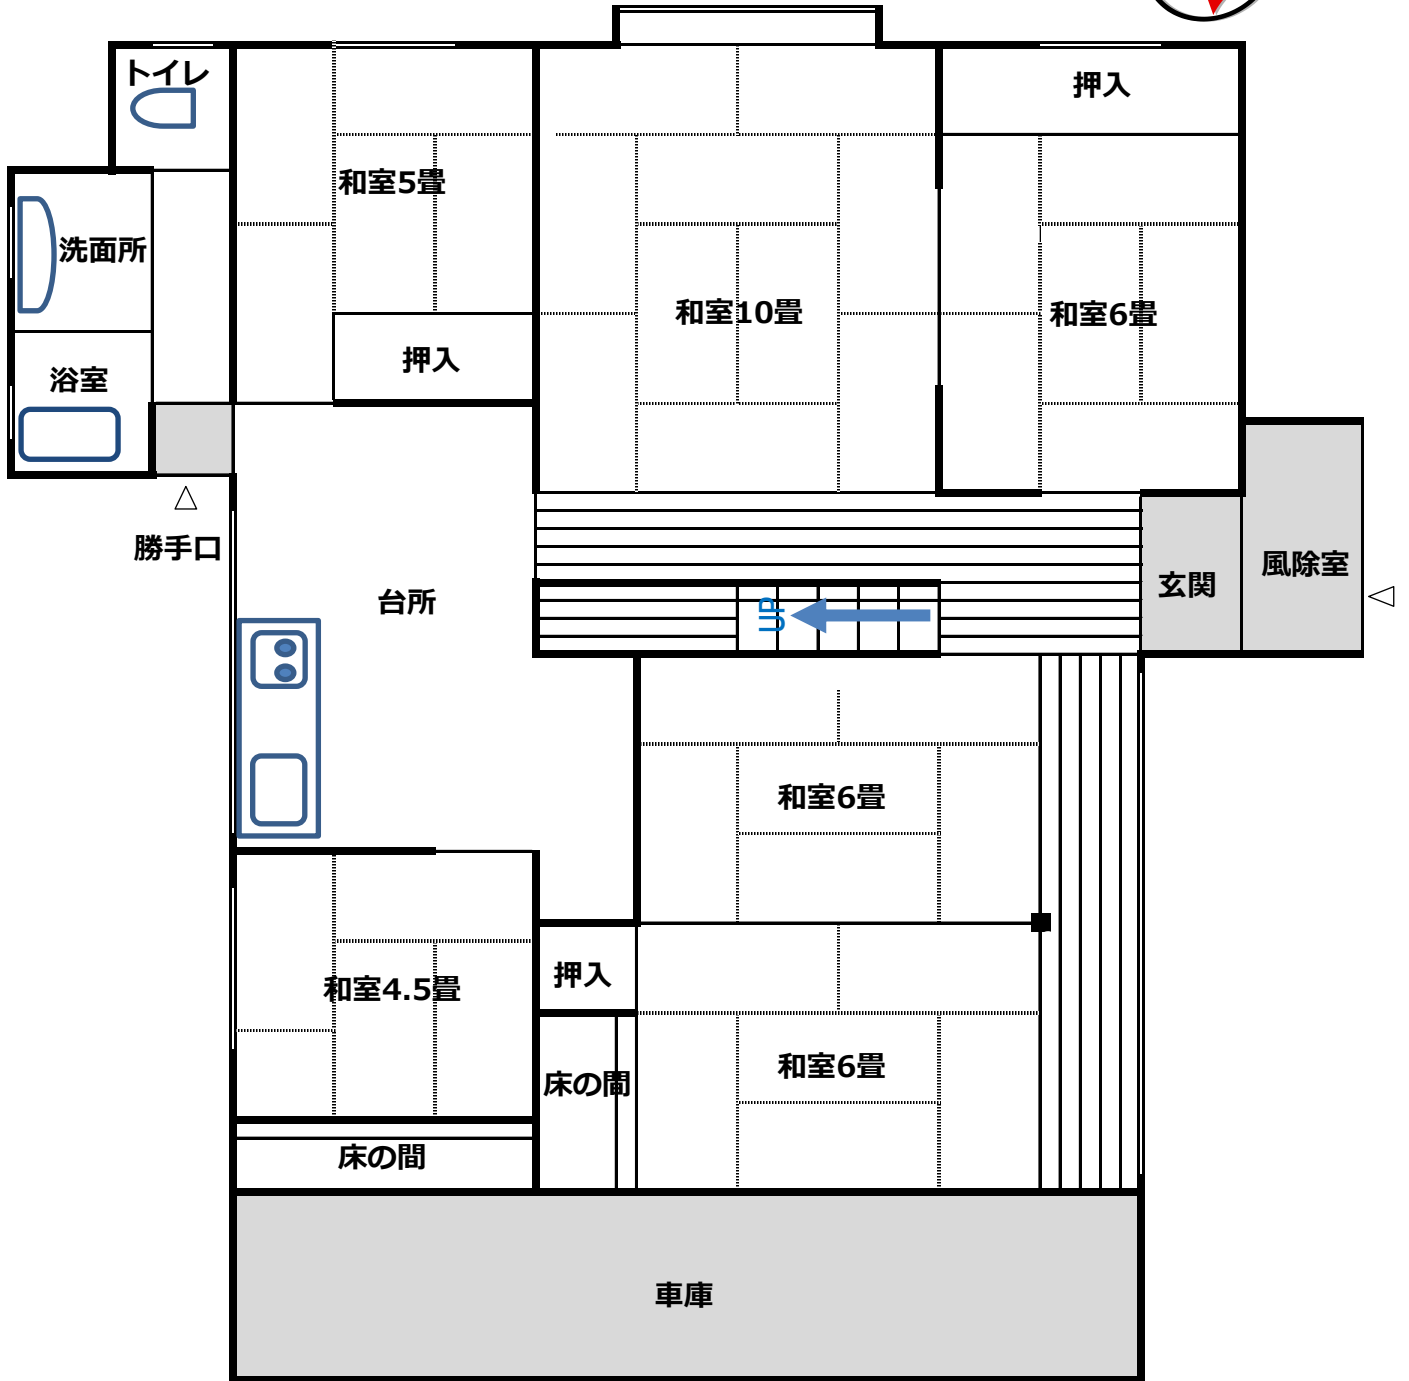 トイレ
押入
和室5畳
洗面所
和室10畳
和室6畳
押入
浴室
勝手口
台所
玄関
風除室
UP
和室6畳
押入
和室4.5畳
床の間
和室6畳
床の間
車庫